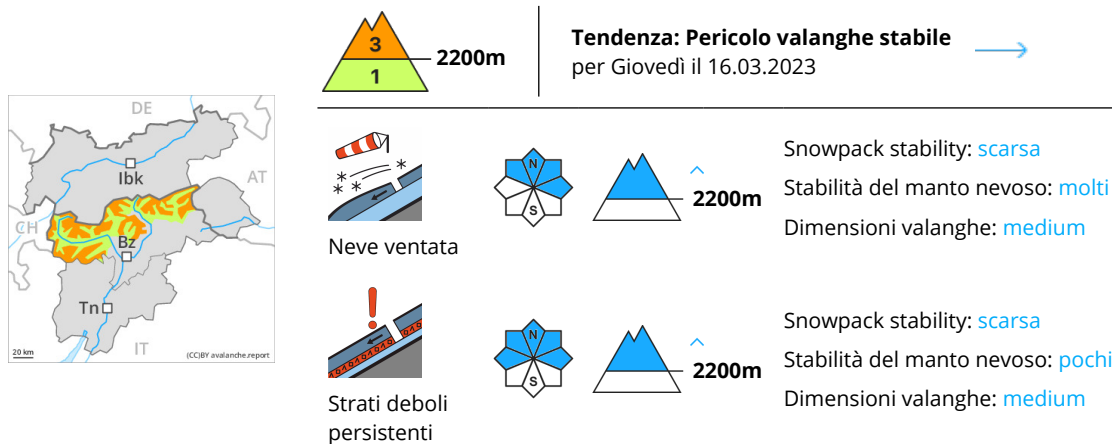 3
1
2200m
Tendenza: Pericolo valanghe stabile
per Giovedì il 16.03.2023
DE
AT
Ibk
CH
Bz
Tn
IT
20 km
(CC)BY avalanche.report
Neve ventata
N
S
2200m
Snowpack stability: scarsa
Stabilità del manto nevoso: molti
Dimensioni valanghe: medium
Strati deboli
persistenti
N
S
2200m
Snowpack stability: scarsa
Stabilità del manto nevoso: pochi
Dimensioni valanghe: medium